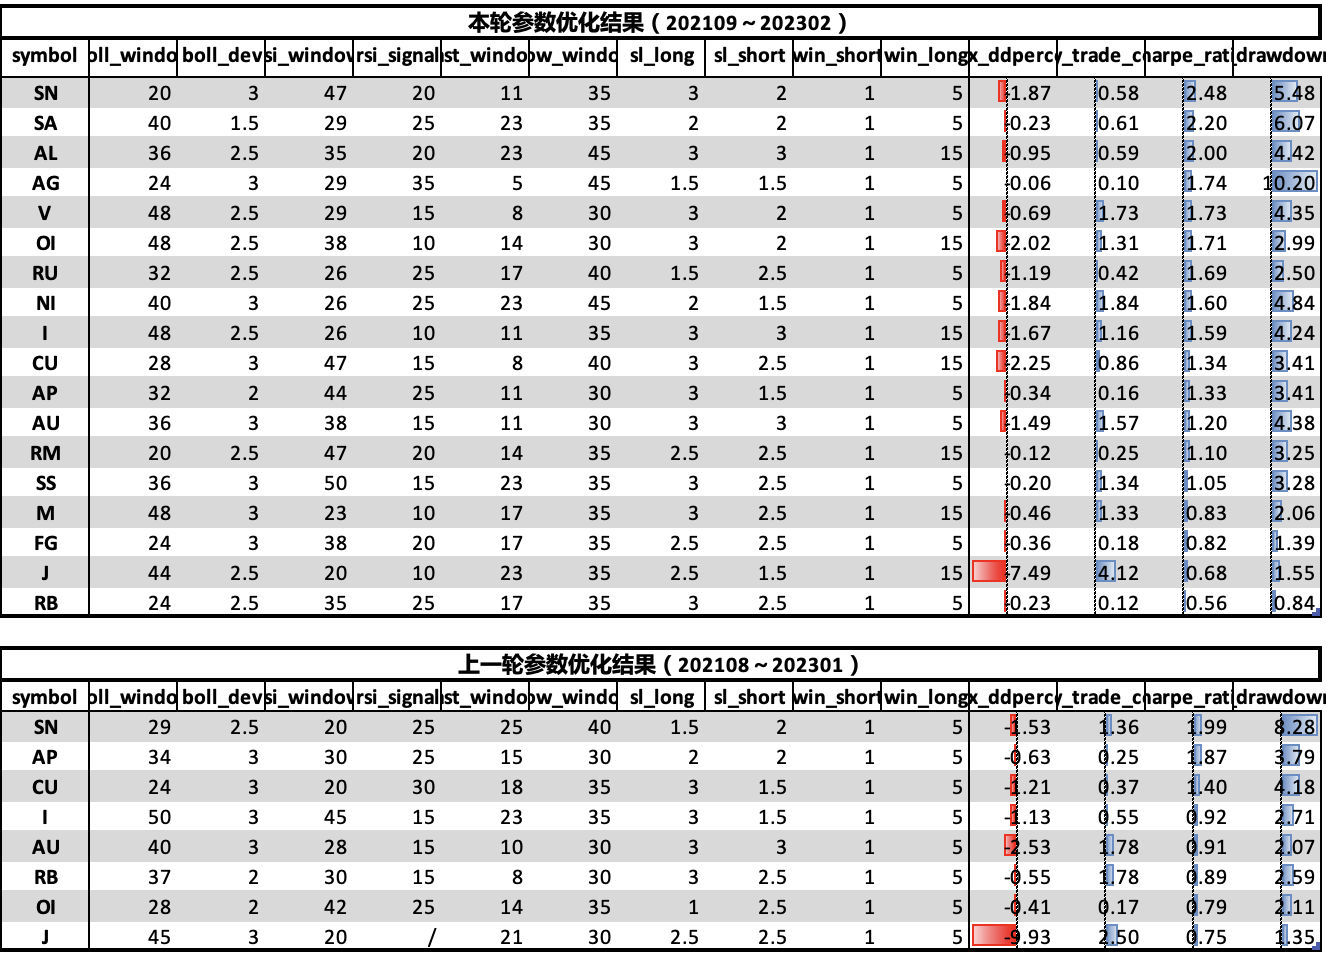 本轮参数优化结果（202109～202302）
symbol oll_windo boll_dev si_window rsi_signal st_windo ow_windo sl_long sl_short win_short win_long x_ddperc y_trade_c harpe_rati _drawdown
SN 20 3 47 20 11 35 3 2 1 5 -1.87 0.58 2.48 5.48
SA 40 1.5 29 25 23 35 2 2 1 5 -0.23 0.61 2.20 6.07
AL 36 2.5 35 20 23 45 3 3 1 15 -0.95 0.59 2.00 4.42
AG 24 3 29 35 5 45 1.5 1.5 1 5 -0.06 0.10 1.74 10.20
V 48 2.5 29 15 8 30 3 2 1 5 -0.69 1.73 1.73 4.35
OI 48 2.5 38 10 14 30 3 2 1 15 -2.02 1.31 1.71 2.99
RU 32 2.5 26 25 17 40 1.5 2.5 1 5 -1.19 0.42 1.69 2.50
NI 40 3 26 25 23 45 2 1.5 1 5 -1.84 1.84 1.60 4.84
I 48 2.5 26 10 11 35 3 3 1 15 -1.67 1.16 1.59 4.24
CU 28 3 47 15 8 40 3 2.5 1 15 -2.25 0.86 1.34 3.41
AP 32 2 44 25 11 30 3 1.5 1 5 -0.34 0.16 1.33 3.41
AU 36 3 38 15 11 30 3 3 1 5 -1.49 1.57 1.20 4.38
RM 20 2.5 47 20 14 35 2.5 2.5 1 15 -0.12 0.25 1.10 3.25
SS 36 3 50 15 23 35 3 2.5 1 5 -0.20 1.34 1.05 3.28
M 48 3 23 10 17 35 3 2.5 1 15 -0.46 1.33 0.83 2.06
FG 24 3 38 20 17 35 2.5 2.5 1 5 -0.36 0.18 0.82 1.39
J 44 2.5 20 10 23 35 2.5 1.5 1 15 -7.49 4.12 0.68 1.55
RB 24 2.5 35 25 17 35 3 2.5 1 5 -0.23 0.12 0.56 0.84
上一轮参数优化结果（202108～202301）
symbol oll_windo boll_dev si_window rsi_signal st_windo ow_windo sl_long sl_short win_short win_long x_ddperc y_trade_c harpe_rati _drawdown
SN 29 2.5 20 25 25 40 1.5 2 1 5 -1.53 1.36 1.99 8.28
AP 34 3 30 25 15 30 2 2 1 5 -0.63 0.25 1.87 3.79
CU 24 3 20 30 18 35 3 1.5 1 5 -1.21 0.37 1.40 4.18
I 50 3 45 15 23 35 3 1.5 1 5 -1.13 0.55 0.92 2.71
AU 40 3 28 15 10 30 3 3 1 5 -2.53 1.78 0.91 2.07
RB 37 2 30 15 8 30 3 2.5 1 5 -0.55 1.78 0.89 2.59
OI 28 2 42 25 14 35 1 2.5 1 5 -0.41 0.17 0.79 2.11
J 45 3 20 / 21 30 2.5 2.5 1 5 -9.93 2.50 0.75 1.35